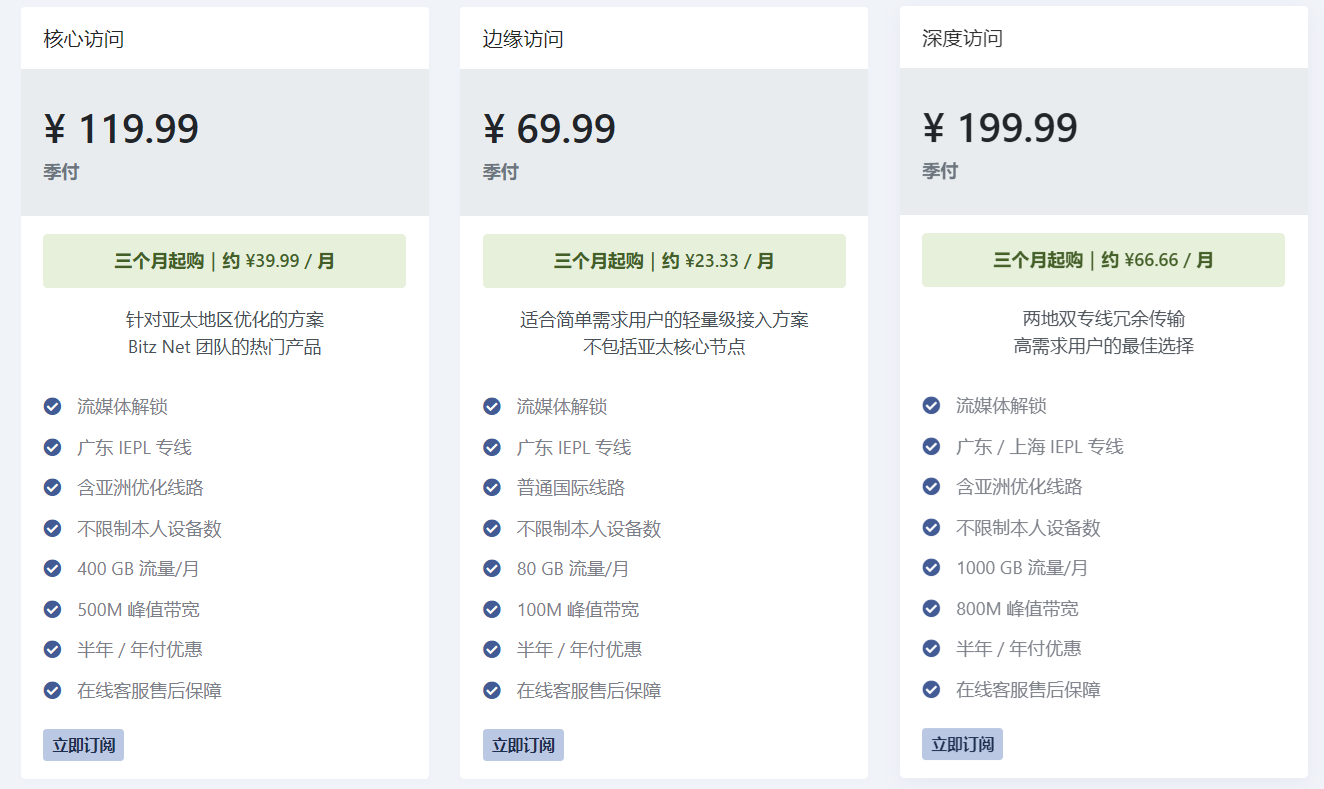 核心访问
¥ 119.99
季付
三个月起购 | 约 ¥39.99 / 月
针对亚太地区优化的方案
Bitz Net 团队的热门产品
流媒体解锁
广东 IEPL 专线
含亚洲优化线路
不限制本人设备数
400 GB 流量/月
500M 峰值带宽
半年 / 年付优惠
在线客服售后保障
立即订阅
边缘访问
¥ 69.99
季付
三个月起购 | 约 ¥23.33 / 月
适合简单需求用户的轻量级接入方案
不包括亚太核心节点
流媒体解锁
广东 IEPL 专线
普通国际线路
不限制本人设备数
80 GB 流量/月
100M 峰值带宽
半年 / 年付优惠
在线客服售后保障
立即订阅
深度访问
¥ 199.99
季付
三个月起购 | 约 ¥66.66 / 月
两地双专线冗余传输
高需求用户的最佳选择
流媒体解锁
广东 / 上海 IEPL 专线
含亚洲优化线路
不限制本人设备数
1000 GB 流量/月
800M 峰值带宽
半年 / 年付优惠
在线客服售后保障
立即订阅